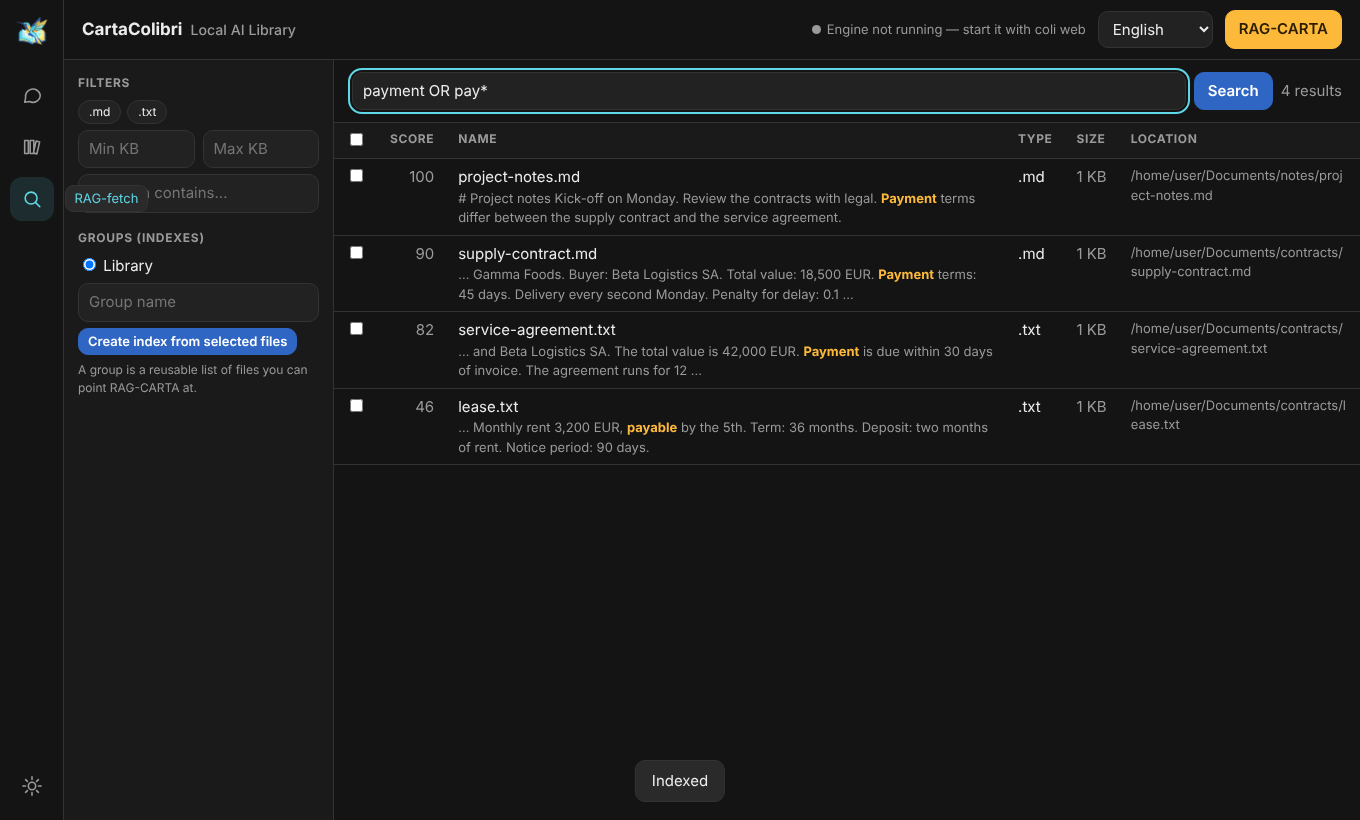 CartaColibri Local AI Library
Engine not running — start it with coli web
English
RAG-CARTA
FILTERS
.md .txt
Min KB Max KB
contains...
RAG-fetch
GROUPS (INDEXES)
Library
Group name
Create index from selected files
A group is a reusable list of files you can
point RAG-CARTA at.
payment OR pay*
Search
4 results
SCORE NAME TYPE SIZE LOCATION
100 project-notes.md .md 1 KB /home/user/Documents/notes/proj
ect-notes.md
# Project notes Kick-off on Monday. Review the contracts with legal. Payment terms
differ between the supply contract and the service agreement.
90 supply-contract.md .md 1 KB /home/user/Documents/contracts/
supply-contract.md
... Gamma Foods. Buyer: Beta Logistics SA. Total value: 18,500 EUR. Payment terms:
45 days. Delivery every second Monday. Penalty for delay: 0.1 ...
82 service-agreement.txt .txt 1 KB /home/user/Documents/contracts/
service-agreement.txt
... and Beta Logistics SA. The total value is 42,000 EUR. Payment is due within 30 days
of invoice. The agreement runs for 12 ...
46 lease.txt .txt 1 KB /home/user/Documents/contracts/l
ease.txt
... Monthly rent 3,200 EUR, payable by the 5th. Term: 36 months. Deposit: two months
of rent. Notice period: 90 days.
Indexed